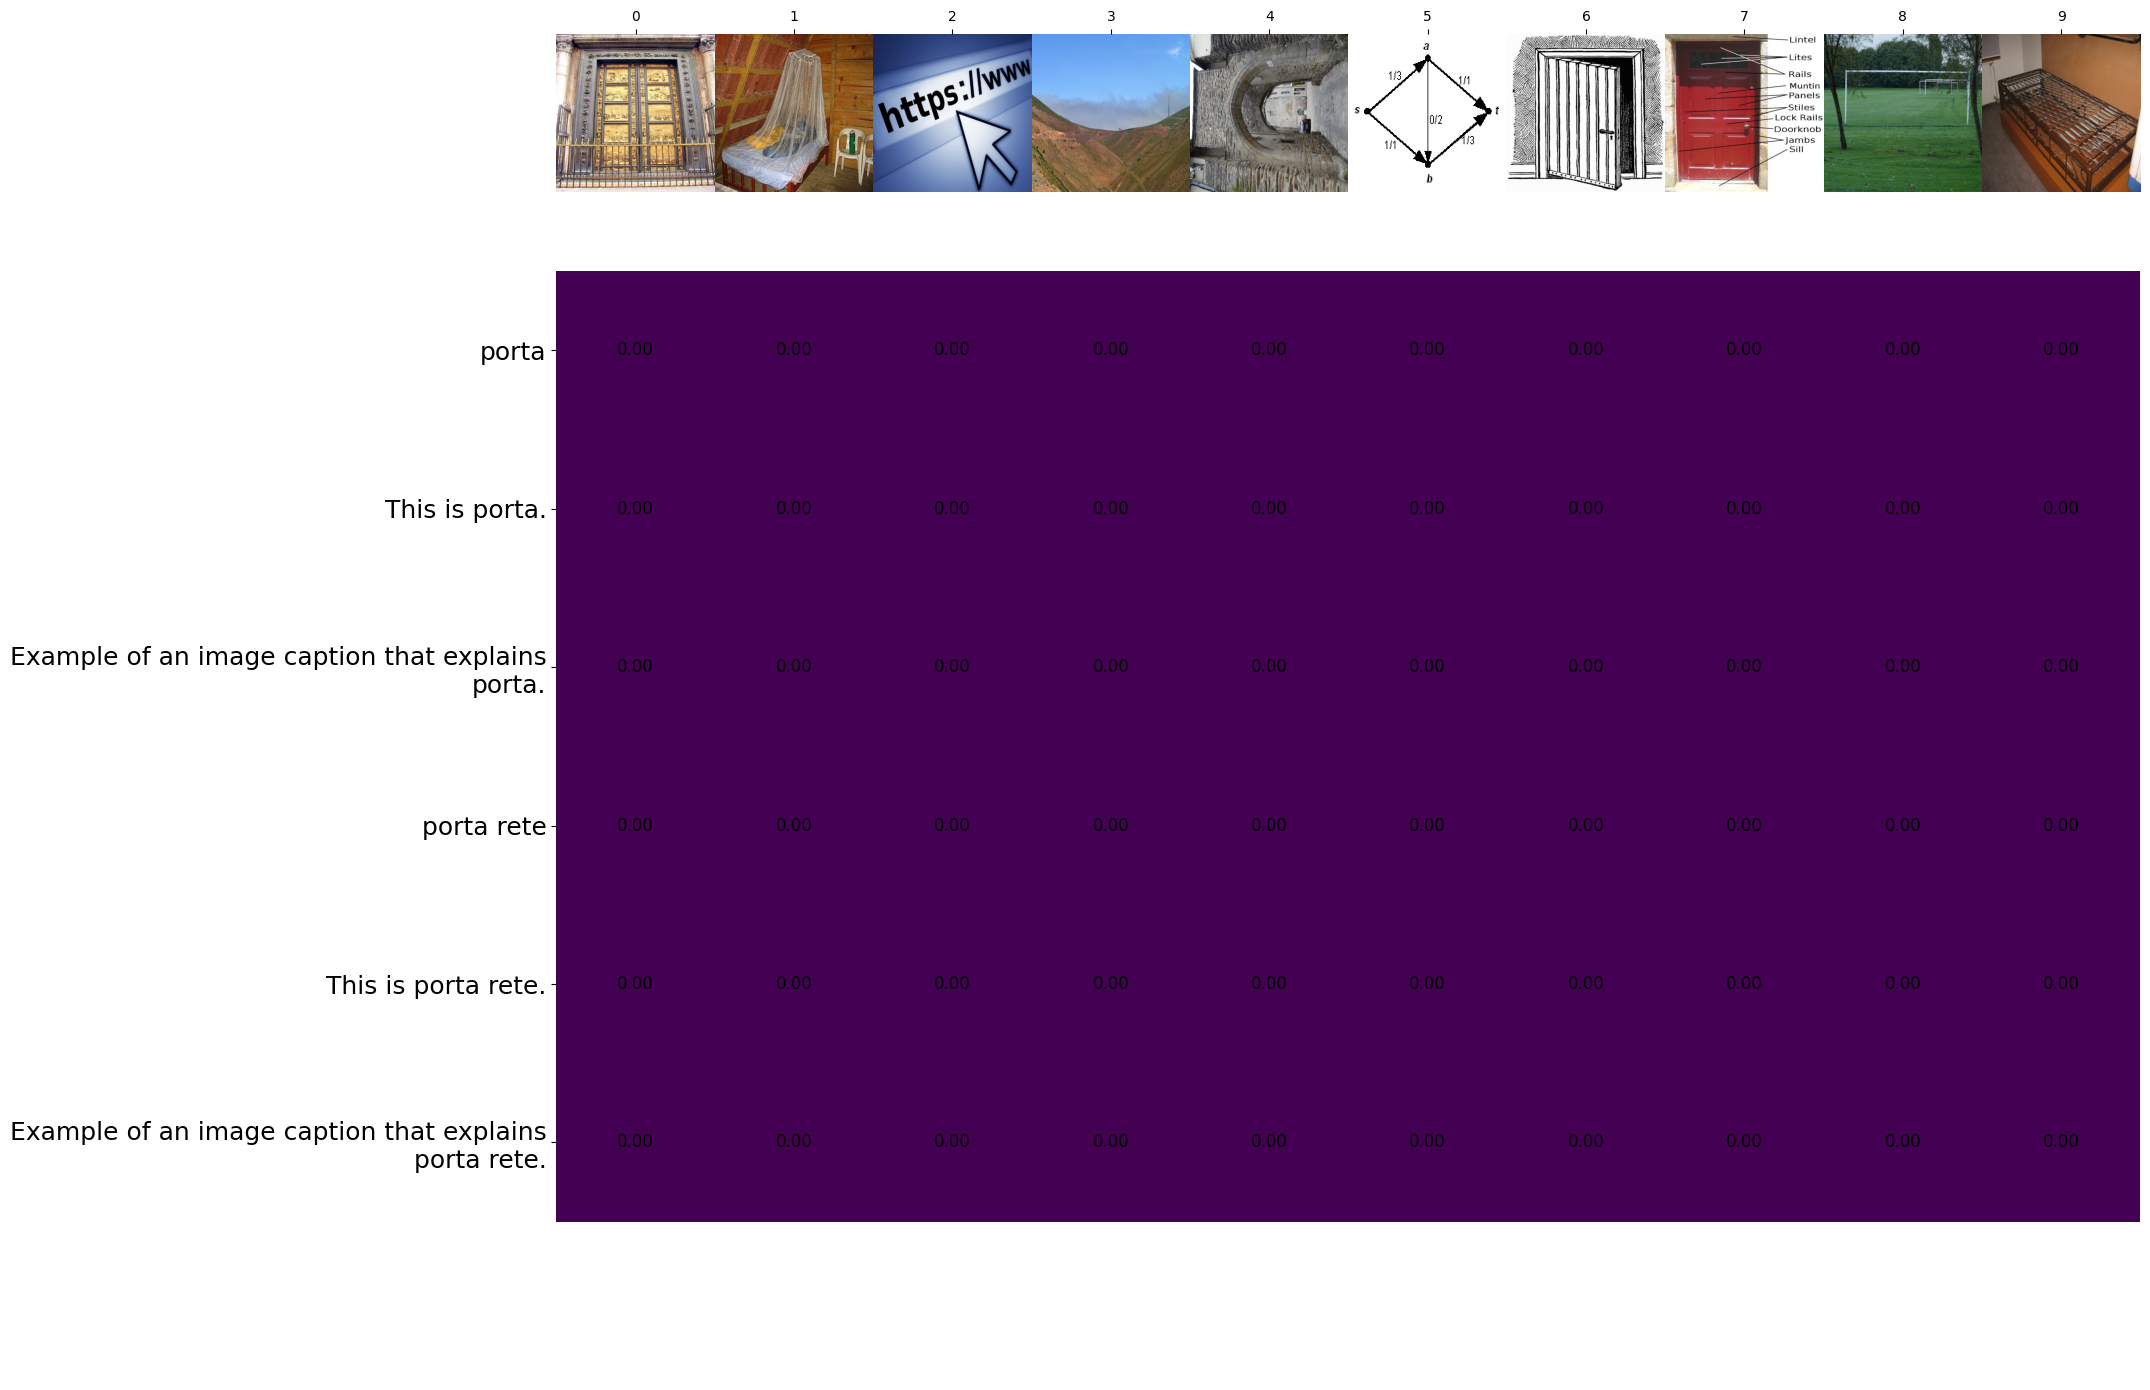 0 1 2 3 4 5 6 7 8 9
https://www
a
1/3 1/1
s t
0/2
1/1 1/3
b
Lintel
Lites
Rails
Muntin
Panels
Stiles
Lock Rails
Doorknob
Jambs
Sill
porta 0.00 0.00 0.00 0.00 0.00 0.00 0.00 0.00 0.00 0.00
This is porta. 0.00 0.00 0.00 0.00 0.00 0.00 0.00 0.00 0.00 0.00
Example of an image caption that explains
porta. 0.00 0.00 0.00 0.00 0.00 0.00 0.00 0.00 0.00 0.00
porta rete 0.00 0.00 0.00 0.00 0.00 0.00 0.00 0.00 0.00 0.00
This is porta rete. 0.00 0.00 0.00 0.00 0.00 0.00 0.00 0.00 0.00 0.00
Example of an image caption that explains
porta rete. 0.00 0.00 0.00 0.00 0.00 0.00 0.00 0.00 0.00 0.00